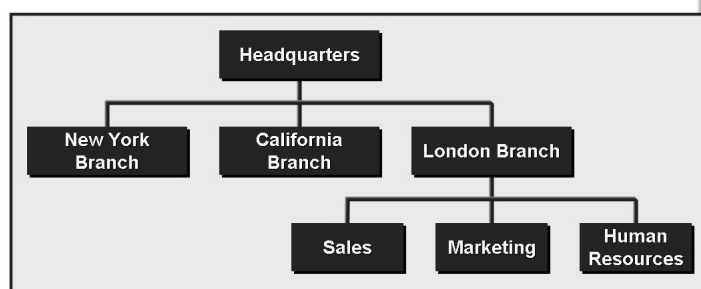 Headquarters
New York
Branch
California
Branch
London Branch
Sales
Marketing
Human
Resources